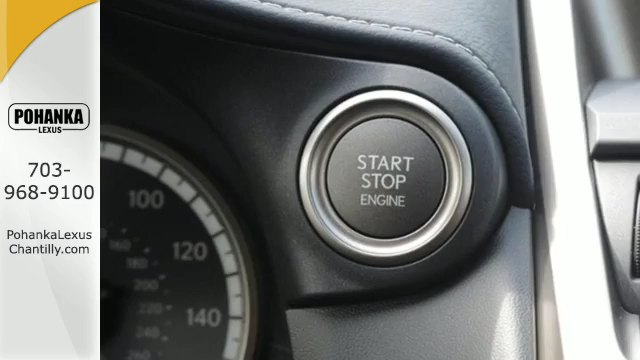 POHANKA
LEXUS
703-
968-9100
PohankaLexus
Chantilly.com
START
STOP
ENGINE
100
120
140
160
180
200
220
240
260